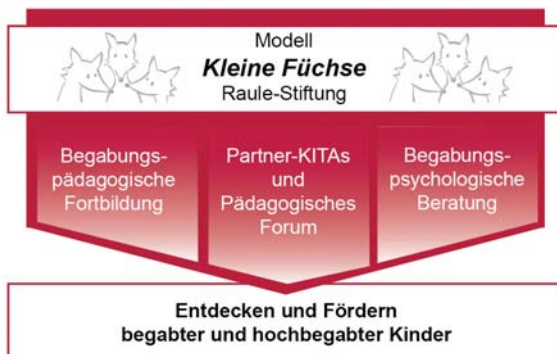 Modell
Kleine Füchse
Raule-Stiftung
Begabungs-
pädagogische
Fortbildung
Partner-KITAs
und
Pädagogisches
Forum
Begabungs-
psychologische
Beratung
Entdecken und Fördern
begabter und hochbegabter Kinder